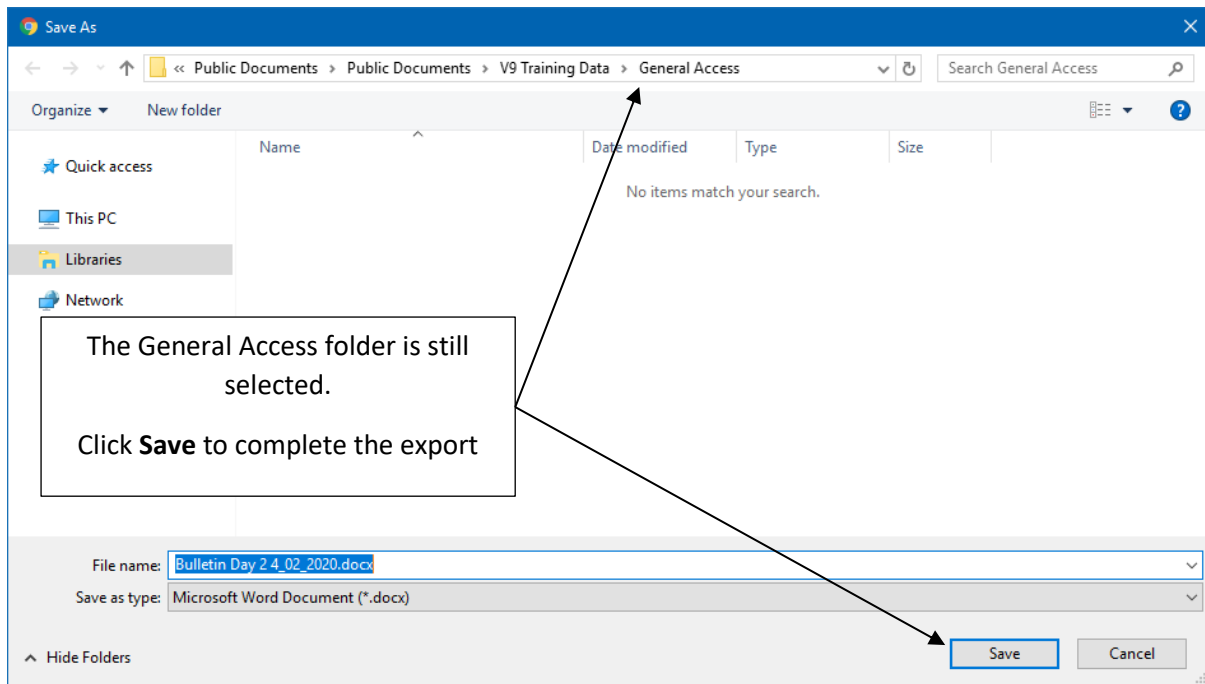 Save As
« Public Documents › Public Documents › V9 Training Data › General Access
Search General Access
Organize
New folder
?
Name
Date modified
Type
Size
Quick access
No items match your search.
This PC
Libraries
Network
The General Access folder is still
selected.
Click Save to complete the export
File name: Bulletin Day 2 4_02_2020.docx
Save as type: Microsoft Word Document (*.docx)
Hide Folders
Save
Cancel